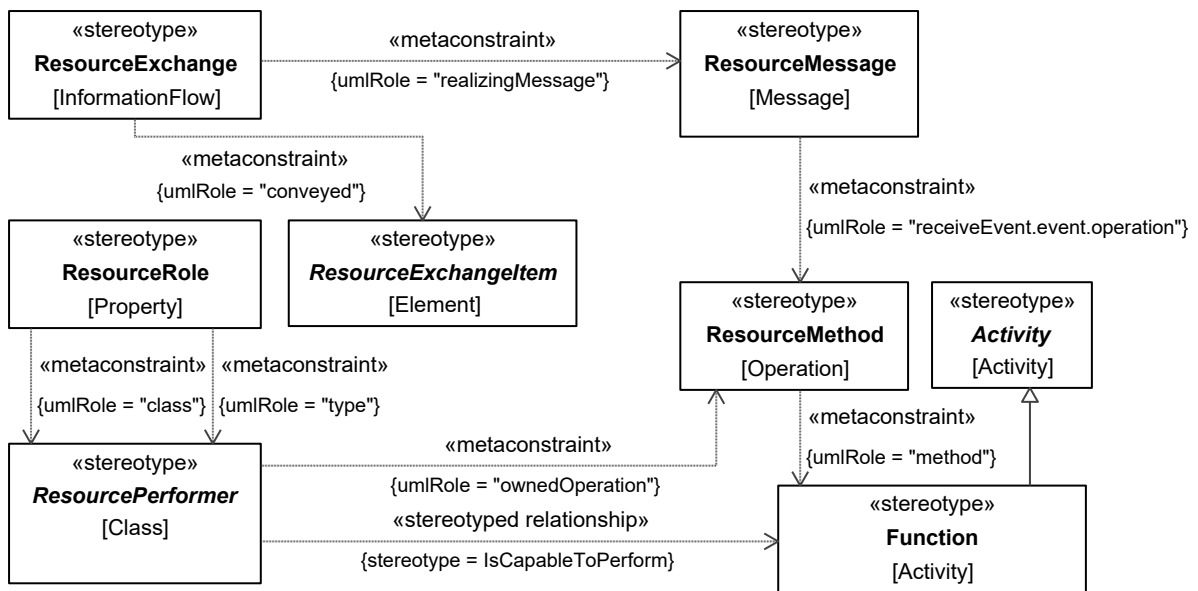 «stereotype»
ResourceExchange
[InformationFlow]
«metaconstraint»
{umlRole = "realizingMessage"}
«stereotype»
ResourceMessage
[Message]
«metaconstraint»
{umlRole = "conveyed"}
«metaconstraint»
{umlRole = "receiveEvent.event.operation"}
«stereotype»
ResourceRole
[Property]
«stereotype»
ResourceExchangeItem
[Element]
«stereotype»
ResourceMethod
[Operation]
«stereotype»
Activity
[Activity]
«metaconstraint»
{umlRole = "class"}
«metaconstraint»
{umlRole = "type"}
«metaconstraint»
{umlRole = "method"}
«stereotype»
ResourcePerformer
[Class]
«metaconstraint»
{umlRole = "ownedOperation"}
«stereotyped relationship»
{stereotype = IsCapableToPerform}
«stereotype»
Function
[Activity]